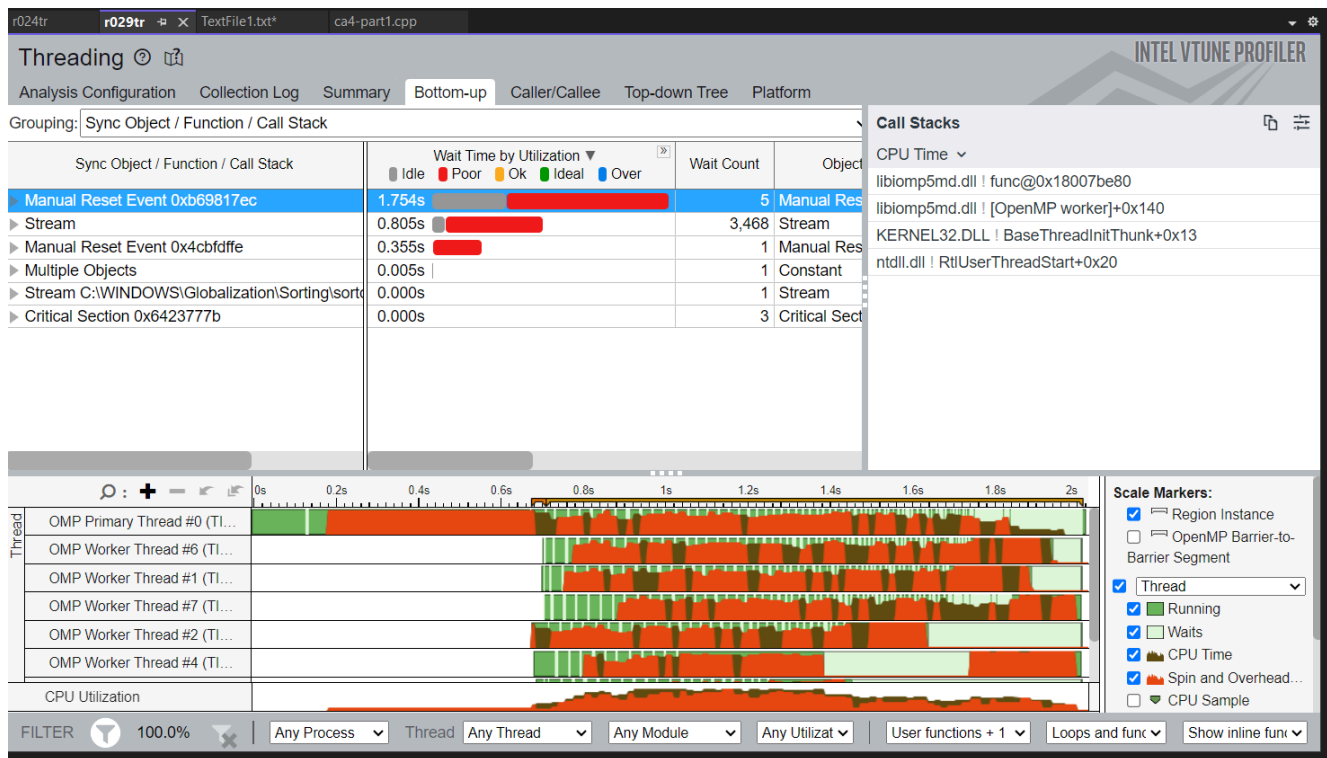 r024tr r029tr TextFile1.txt* ca4-part1.cpp
Threading
INTEL VTUNE PROFILER
Analysis Configuration Collection Log Summary Bottom-up Caller/Callee Top-down Tree Platform
Grouping: Sync Object / Function / Call Stack
Sync Object / Function / Call Stack Wait Time by Utilization Wait Count Object
Idle Poor Ok Ideal Over
Manual Reset Event 0xb69817ec 1.754s 5 Manual Res
Stream 0.805s 3,468 Stream
Manual Reset Event 0x4cbfdffe 0.355s 1 Manual Res
Multiple Objects 0.005s 1 Constant
Stream C:\WINDOWS\Globalization\Sorting\sorto 0.000s 1 Stream
Critical Section 0x6423777b 0.000s 3 Critical Sect
Call Stacks
CPU Time
libiomp5md.dll ! func@0x18007be80
libiomp5md.dll ! [OpenMP worker]+0x140
KERNEL32.DLL ! BaseThreadInitThunk+0x13
ntdll.dll ! RtlUserThreadStart+0x20
0s 0.2s 0.4s 0.6s 0.8s 1s 1.2s 1.4s 1.6s 1.8s 2s
Thread
OMP Primary Thread #0 (TI...
OMP Worker Thread #6 (TI...
OMP Worker Thread #1 (TI...
OMP Worker Thread #7 (TI...
OMP Worker Thread #2 (TI...
OMP Worker Thread #4 (TI...
CPU Utilization
Scale Markers:
Region Instance
OpenMP Barrier-to-
Barrier Segment
Thread
Running
Waits
CPU Time
Spin and Overhead...
CPU Sample
FILTER 100.0% Any Process Thread Any Thread Any Module Any Utilizat User functions + 1 Loops and func Show inline func